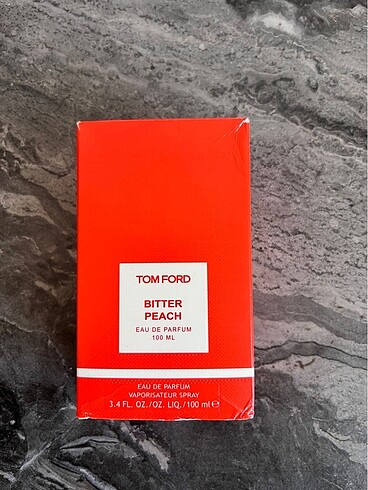 TOM FORD
BITTER
PEACH
EAU DE PARFUM
100 ML
EAU DE PARFUM
VAPORISATEUR SPRAY
3.4 FL. OZ./OZ. LIQ./100 ml ℮